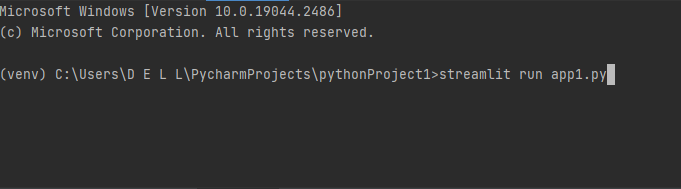 Microsoft Windows [Version 10.0.19044.2486]
(c) Microsoft Corporation. All rights reserved.
(venv) C:\Users\D E L L\PycharmProjects\pythonProject1>streamlit run app1.py